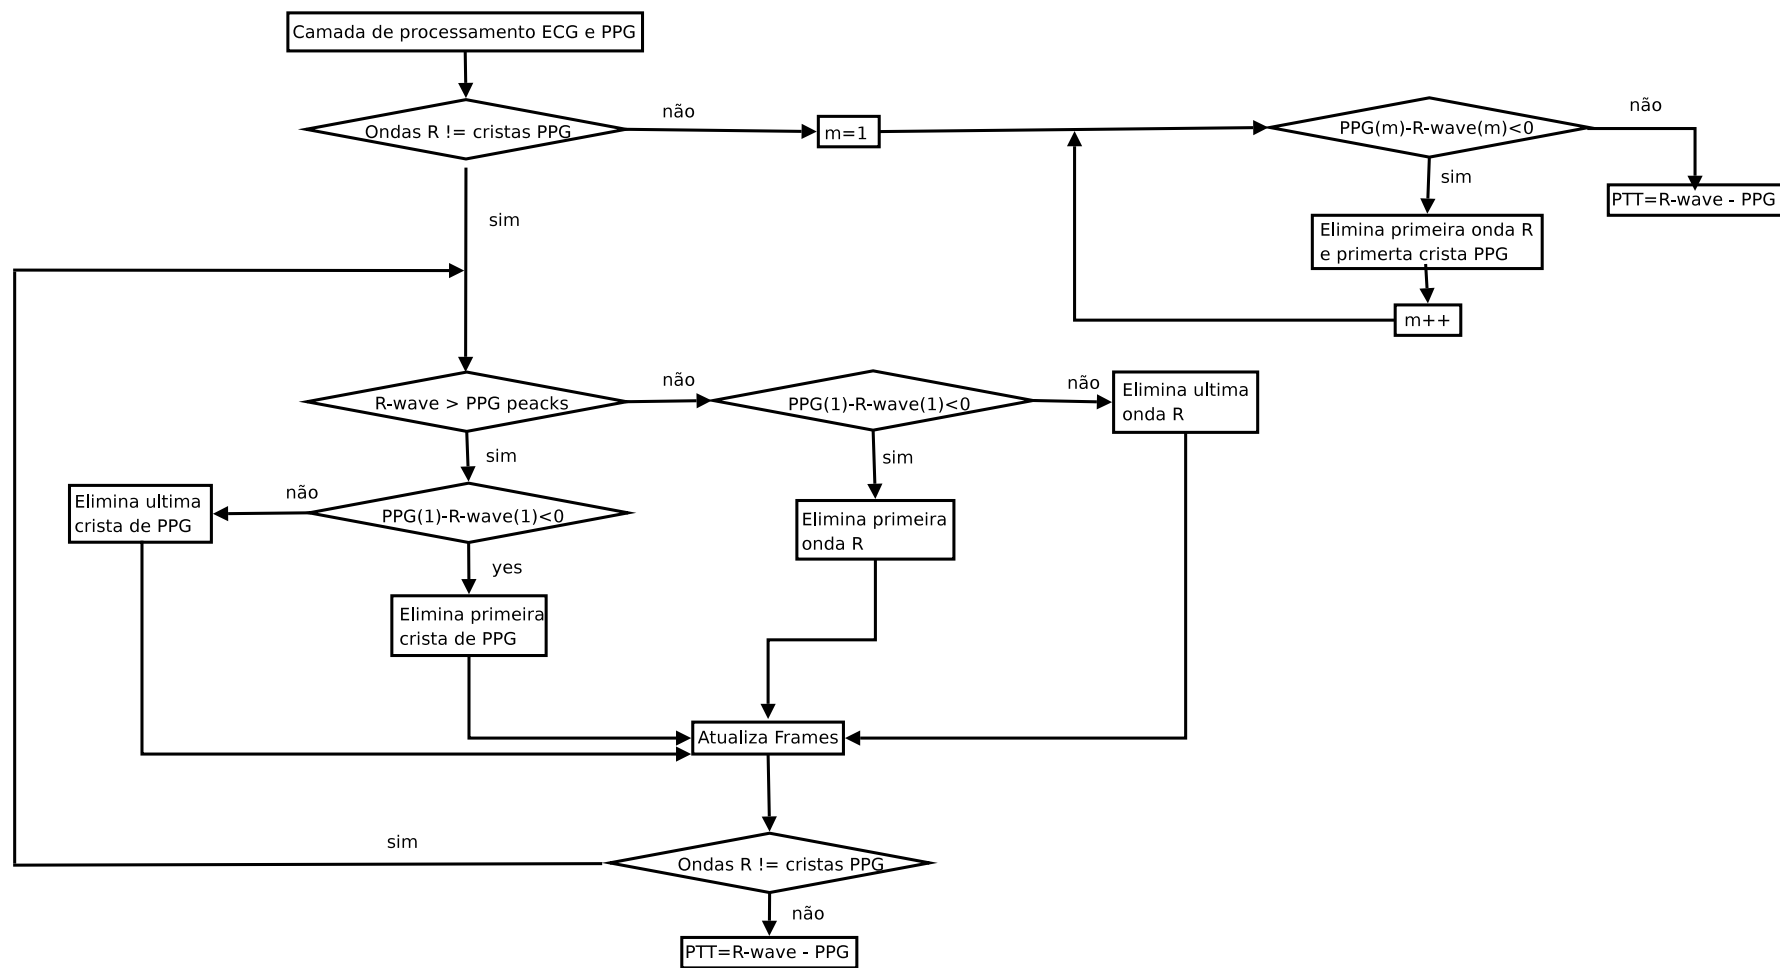 Camada de processamento ECG e PPG
Ondas R != cristas PPG
não
m=1
PPG(m)-R-wave(m)<0
não
PTT=R-wave - PPG
sim
Elimina primeira onda R
e primerta crista PPG
m++
sim
R-wave > PPG peacks
não
PPG(1)-R-wave(1)<0
não
Elimina ultima
onda R
sim
sim
PPG(1)-R-wave(1)<0
não
Elimina ultima
crista de PPG
Elimina primeira
onda R
yes
Elimina primeira
crista de PPG
Atualiza Frames
sim
Ondas R != cristas PPG
não
PTT=R-wave - PPG